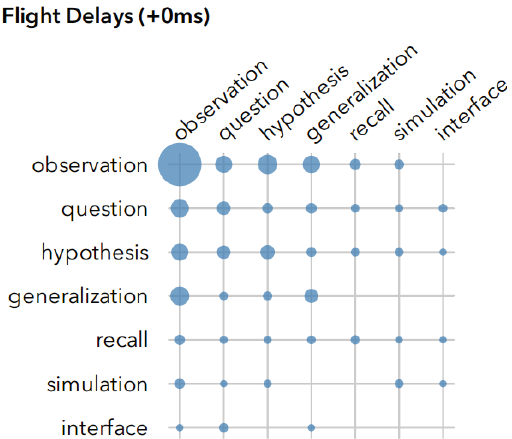 Flight Delays (+0ms)
observation
question
hypothesis
generalization
recall
simulation
interface
observation
question
hypothesis
generalization
recall
simulation
interface